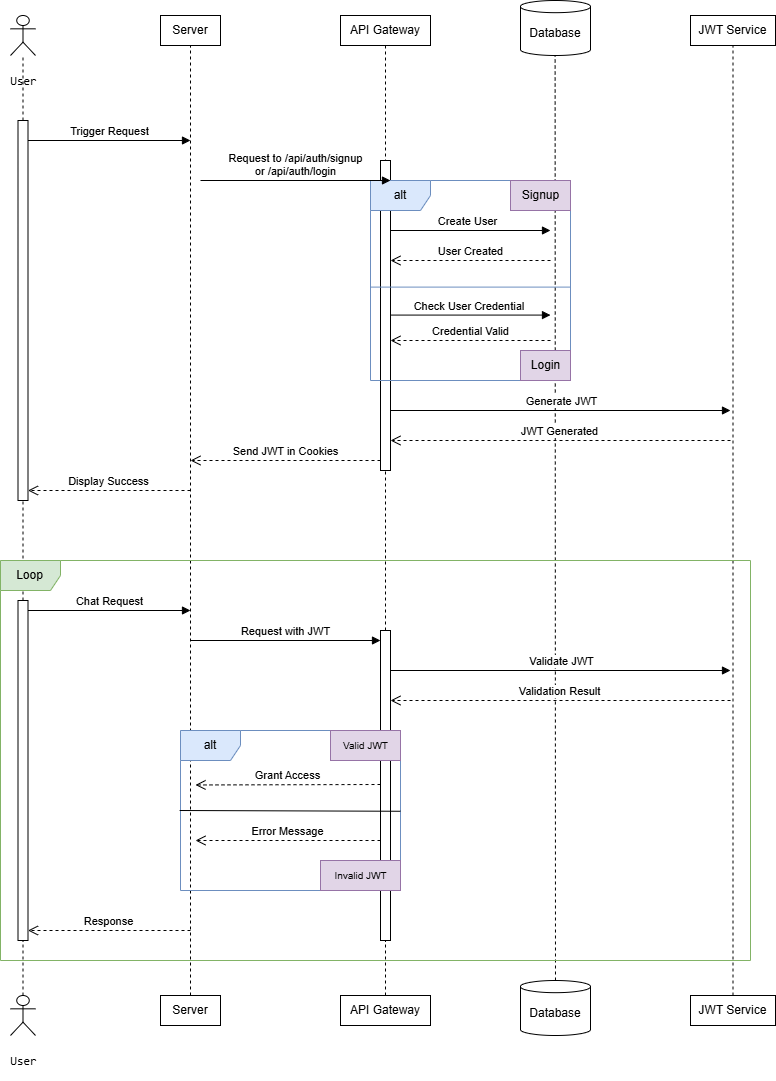 Server
API Gateway
Database
JWT Service
User
Trigger Request
Request to /api/auth/signup
or /api/auth/login
alt
Signup
Create User
User Created
Check User Credential
Credential Valid
Login
Generate JWT
JWT Generated
Send JWT in Cookies
Display Success
Loop
Chat Request
Request with JWT
Validate JWT
Validation Result
alt
Valid JWT
Grant Access
Error Message
Invalid JWT
Response
Server
API Gateway
Database
JWT Service
User